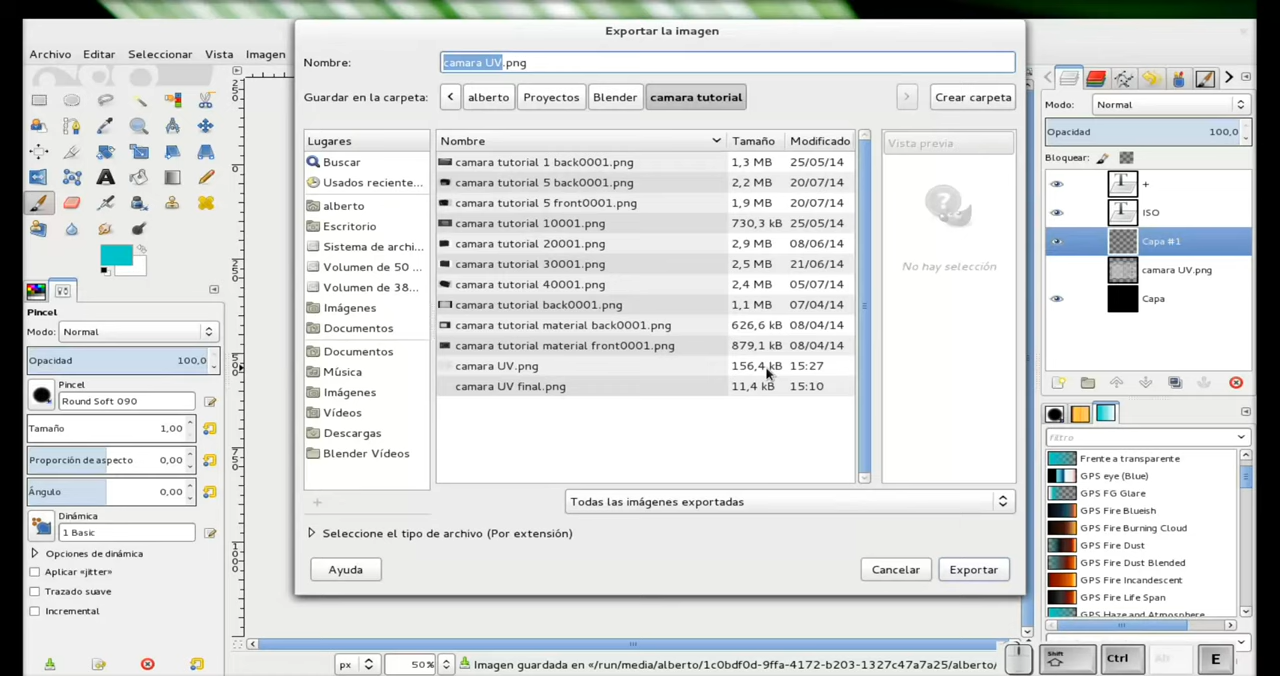 Exportar la imagen
Archivo Editar Seleccionar Vista Imagen
Nombre: camara UV.png
Guardar en la carpeta: alberto Proyectos Blender camara tutorial Crear carpeta
Lugares
Buscar
Usados reciente...
alberto
Escritorio
Sistema de archi...
Volumen de 50 ...
Volumen de 38...
Imágenes
Documentos
Documentos
Música
Imágenes
Vídeos
Descargas
Blender Vídeos
Nombre Tamaño Modificado
camara tutorial 1 back0001.png 1,3 MB 25/05/14
camara tutorial 5 back0001.png 2,2 MB 20/07/14
camara tutorial 5 front0001.png 1,9 MB 20/07/14
camara tutorial 10001.png 730,3 kB 25/05/14
camara tutorial 20001.png 2,9 MB 08/06/14
camara tutorial 30001.png 2,5 MB 21/06/14
camara tutorial 40001.png 2,4 MB 05/07/14
camara tutorial back0001.png 1,1 MB 07/04/14
camara tutorial material back0001.png 626,6 kB 08/04/14
camara tutorial material front0001.png 879,1 kB 08/04/14
camara UV.png 156,4 kB 15:27
camara UV final.png 11,4 kB 15:10
Vista previa
No hay selección
Todas las imágenes exportadas
Seleccione el tipo de archivo (Por extensión)
Ayuda Cancelar Exportar
Pincel
Modo: Normal
Opacidad 100,0
Pincel
Round Soft 090
Tamaño 1,00
Proporción de aspecto 0,00
Ángulo 0,00
Dinámica
1 Basic
Opciones de dinámica
Aplicar «jitter»
Trazado suave
Incremental
Modo: Normal
Opacidad 100,0
Bloquear:
+
ISO
Capa #1
camara UV.png
Capa
filtro
Frente a transparente
GPS eye (Blue)
GPS FG Glare
GPS Fire Blueish
GPS Fire Burning Cloud
GPS Fire Dust
GPS Fire Dust Blended
GPS Fire Incandescent
GPS Fire Life Span
GPS Haze and Atmosphere
px 50% Imagen guardada en «/run/media/alberto/1c0bdf0d-9ffa-4172-b203-1327c47a7a25/alberto/
Shift Ctrl Alt E